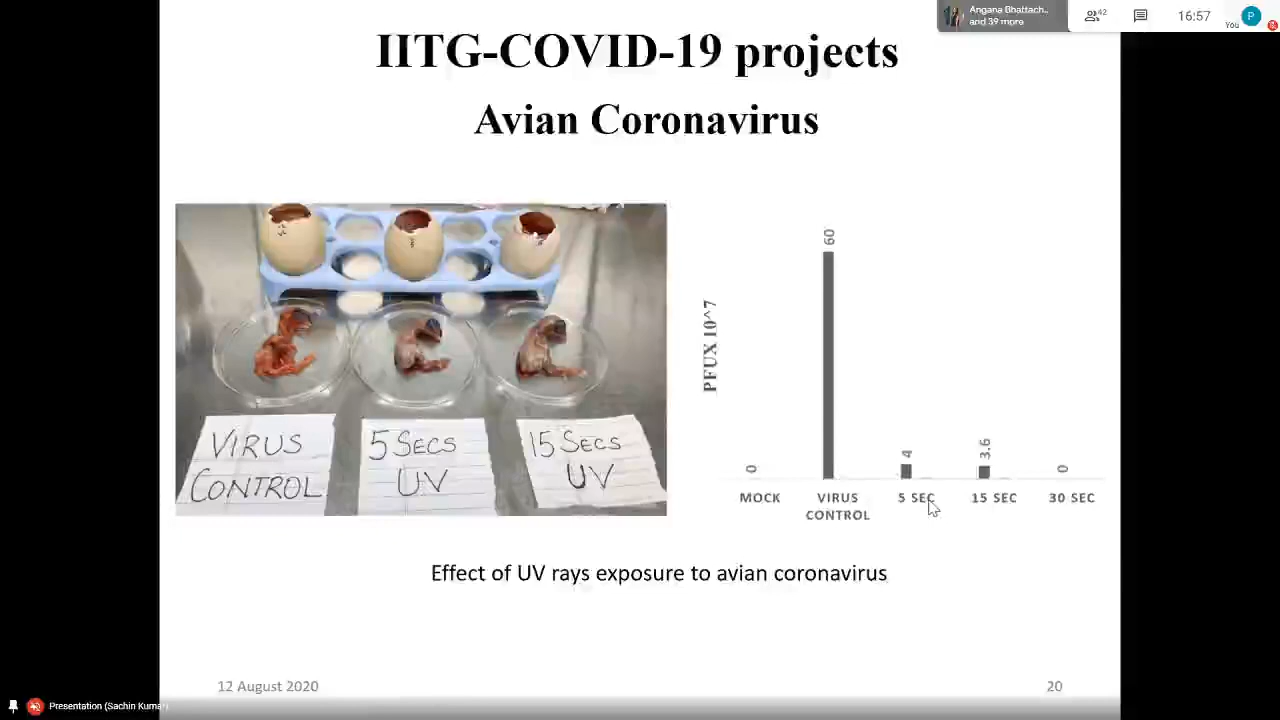 Angana Bhattach..
and 39 more
42
16:57
You
P
IITG-COVID-19 projects
Avian Coronavirus
VIRUS
CONTROL
5 SECS
UV
15 SECS
UV
PFUX 10^7
0
60
4
3.6
0
MOCK
VIRUS
CONTROL
5 SEC
15 SEC
30 SEC
Effect of UV rays exposure to avian coronavirus
12 August 2020
20
Presentation (Sachin Kumar)